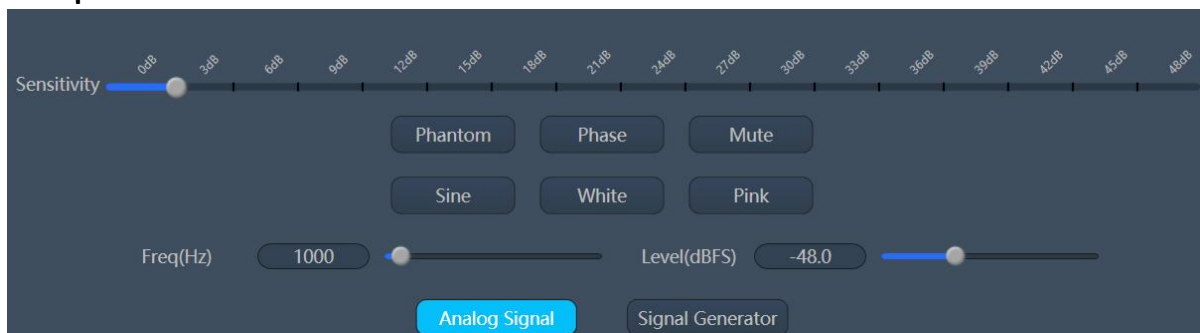 0dB 3dB 6dB 9dB 12dB 15dB 18dB 21dB 24dB 27dB 30dB 33dB 36dB 39dB 42dB 45dB 48dB
Sensitivity
Phantom Phase Mute
Sine White Pink
Freq(Hz) 1000 Level(dBFS) -48.0
Analog Signal Signal Generator